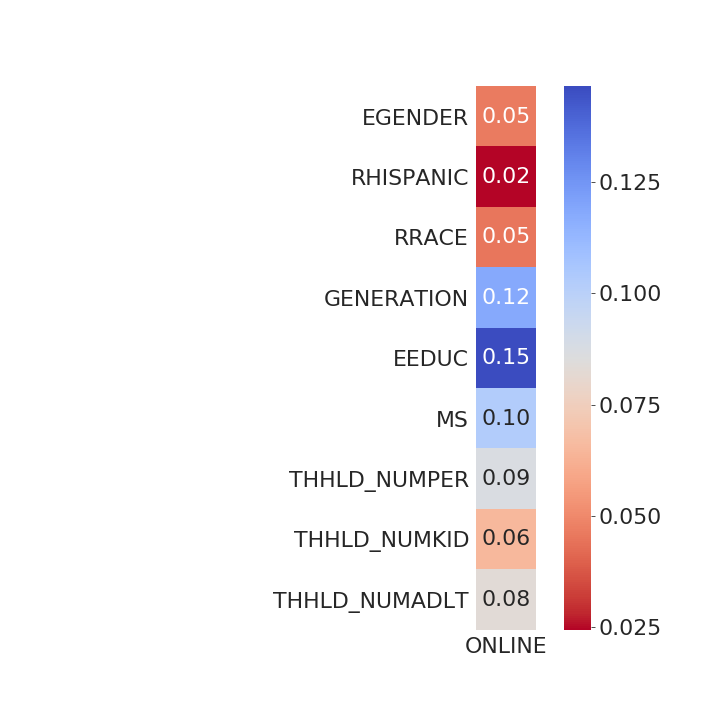 EGENDER 0.05
RHISPANIC 0.02
RRACE 0.05
GENERATION 0.12
EEDUC 0.15
MS 0.10
THHLD_NUMPER 0.09
THHLD_NUMKID 0.06
THHLD_NUMADLT 0.08
ONLINE
0.125
0.100
0.075
0.050
0.025